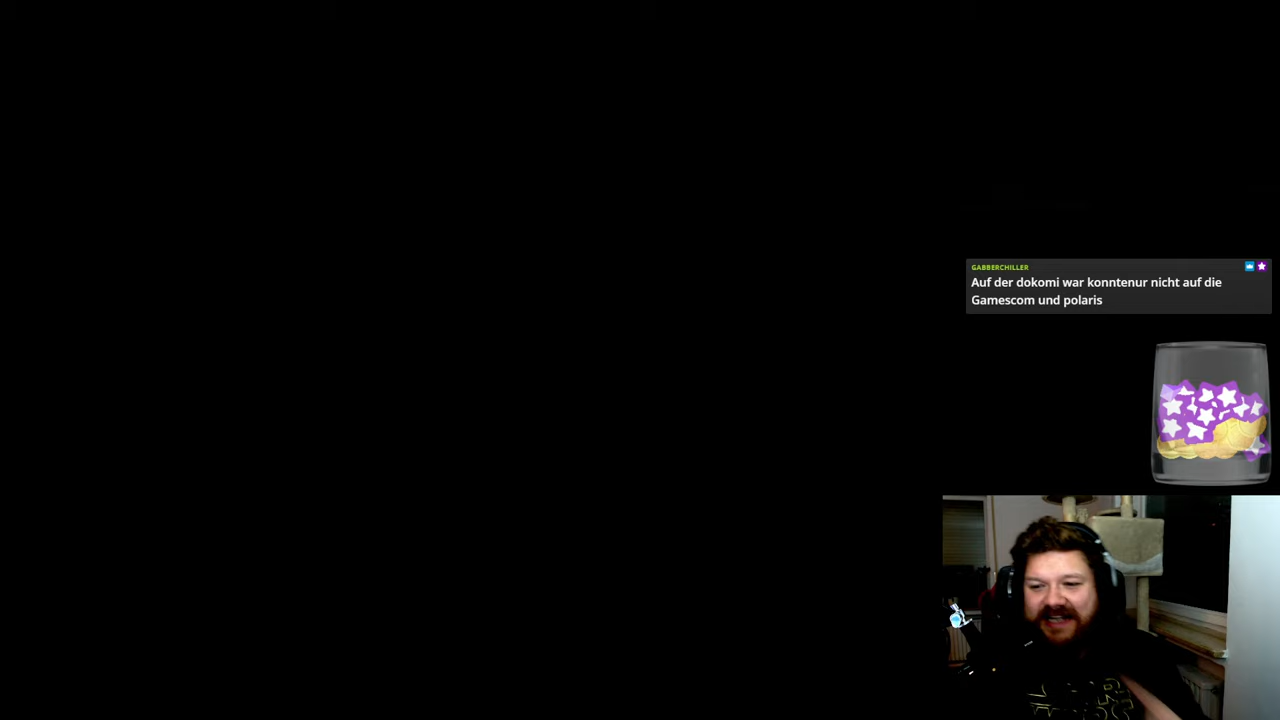 GABBERCHILLER
Auf der dokomi war konntenur nicht auf die
Gamescom und polaris